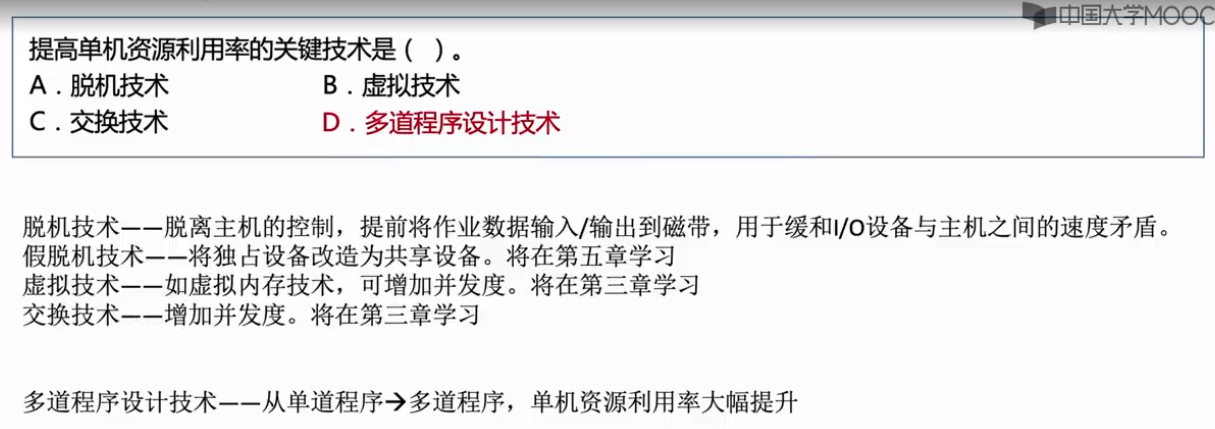 中国大学MOOC
提高单机资源利用率的关键技术是（ ）。
A．脱机技术 B．虚拟技术
C．交换技术 D．多道程序设计技术
脱机技术——脱离主机的控制，提前将作业数据输入/输出到磁带，用于缓和I/O设备与主机之间的速度矛盾。
假脱机技术——将独占设备改造为共享设备。将在第五章学习
虚拟技术——如虚拟内存技术，可增加并发度。将在第三章学习
交换技术——增加并发度。将在第三章学习
多道程序设计技术——从单道程序→多道程序，单机资源利用率大幅提升